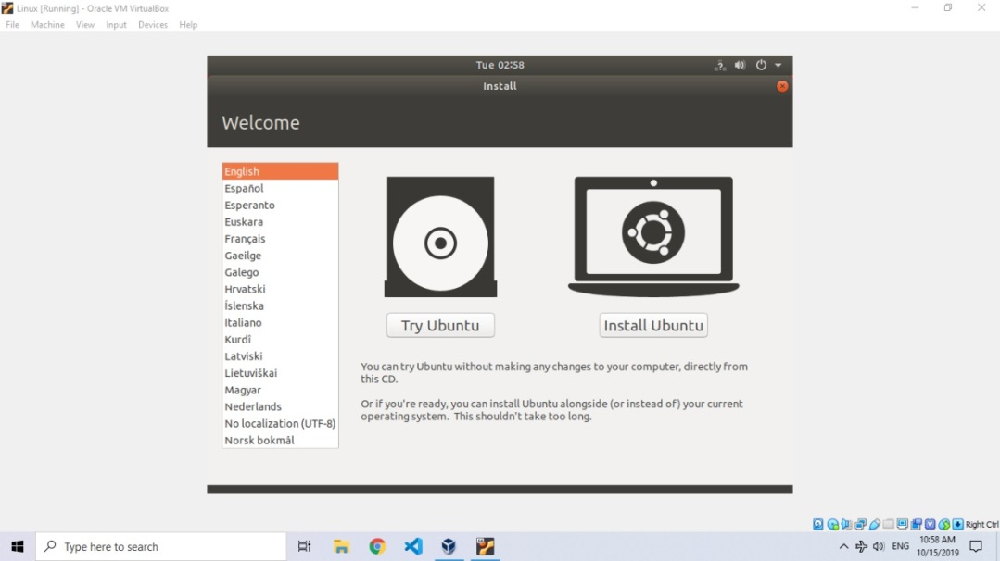 Linux [Running] - Oracle VM VirtualBox
File Machine View Input Devices Help
Tue 02:58
Install
Welcome
English
Español
Esperanto
Euskara
Français
Gaeilge
Galego
Hrvatski
Íslenska
Italiano
Kurdî
Latviski
Lietuviškai
Magyar
Nederlands
No localization (UTF-8)
Norsk bokmål
Try Ubuntu
Install Ubuntu
You can try Ubuntu without making any changes to your computer, directly from
this CD.
Or if you're ready, you can install Ubuntu alongside (or instead of) your current
operating system. This shouldn't take too long.
Right Ctrl
Type here to search
ENG
10:58 AM
10/15/2019